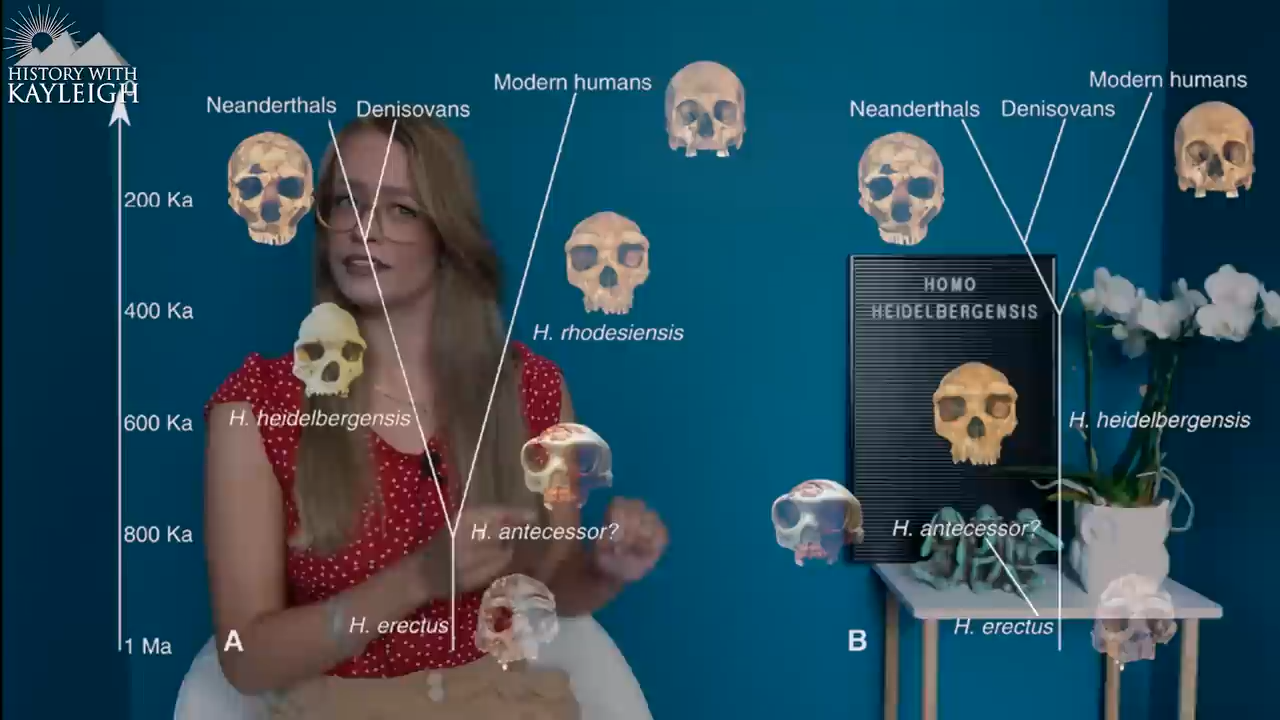 HISTORY WITH
KAYLEIGH
Neanderthals
Denisovans
Modern humans
200 Ka
400 Ka
600 Ka
800 Ka
1 Ma
H. rhodesiensis
H. heidelbergensis
H. antecessor?
H. erectus
A
Neanderthals
Denisovans
Modern humans
HOMO
HEIDELBERGENSIS
H. heidelbergensis
H. antecessor?
H. erectus
B